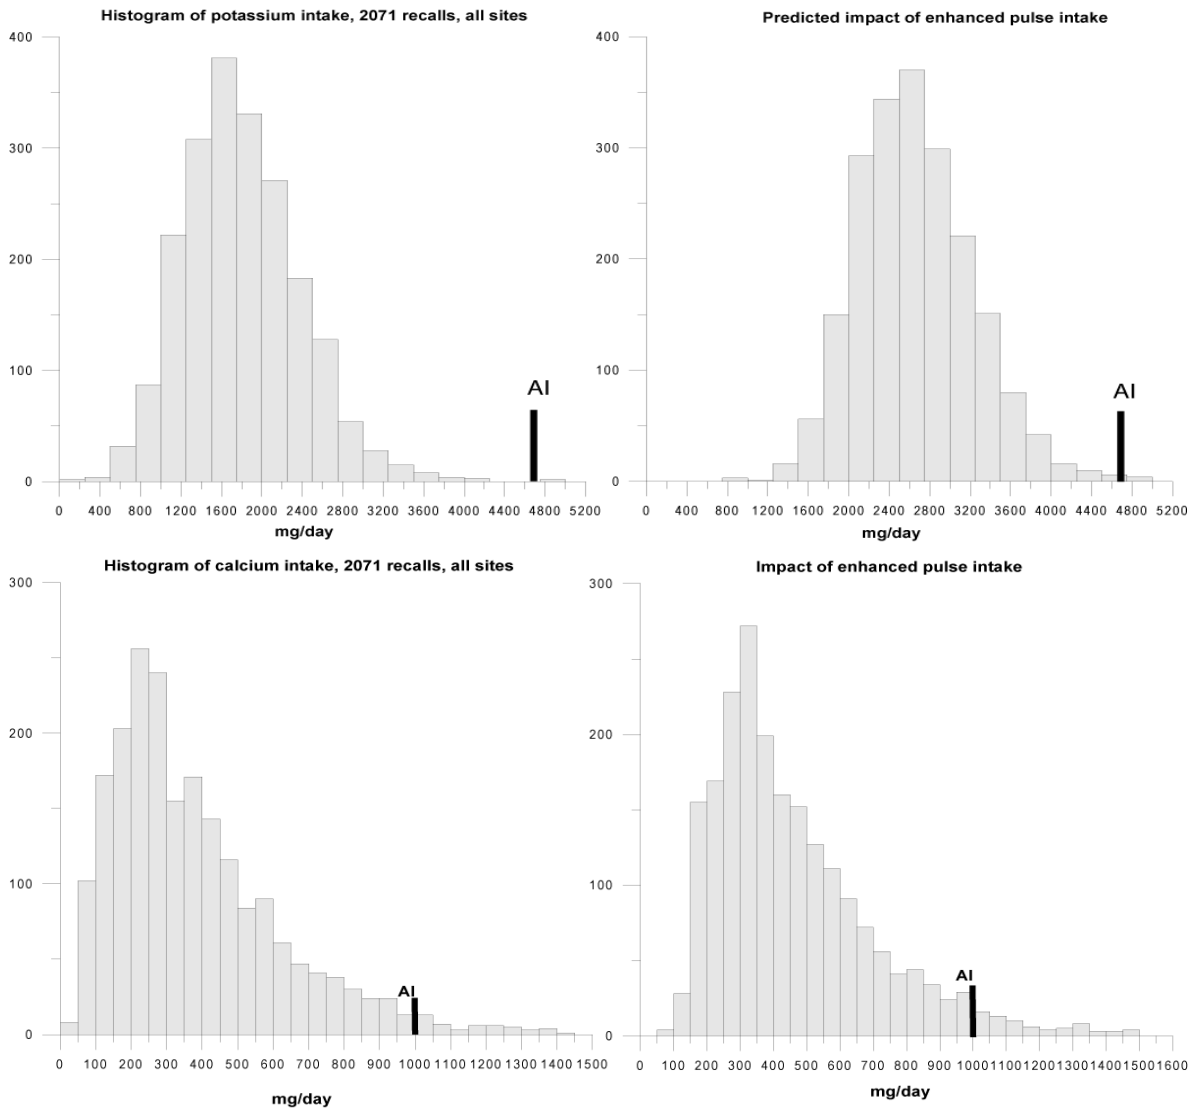 Histogram of potassium intake, 2071 recalls, all sites
400
300
200
100
0
AI
0 400 800 1200 1600 2000 2400 2800 3200 3600 4000 4400 4800 5200
mg/day
Predicted impact of enhanced pulse intake
400
300
200
100
0
AI
0 400 800 1200 1600 2000 2400 2800 3200 3600 4000 4400 4800 5200
mg/day
Histogram of calcium intake, 2071 recalls, all sites
300
200
100
0
AI
0 100 200 300 400 500 600 700 800 900 1000 1100 1200 1300 1400 1500
mg/day
Impact of enhanced pulse intake
300
200
100
0
AI
0 100 200 300 400 500 600 700 800 900 1000 1100 1200 1300 1400 1500 1600
mg/day